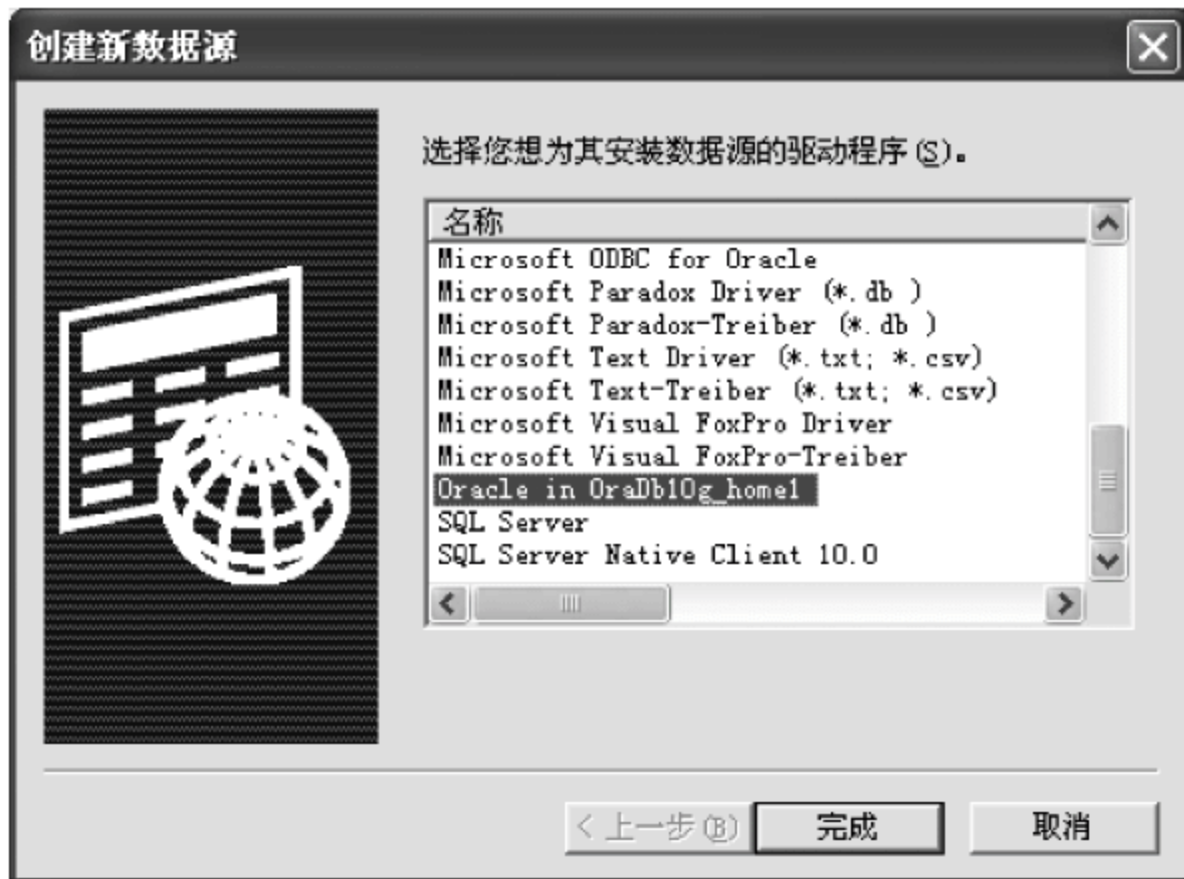 创建新数据源
选择您想为其安装数据源的驱动程序(S)。
名称
Microsoft ODBC for Oracle
Microsoft Paradox Driver (*.db )
Microsoft Paradox-Treiber (*.db )
Microsoft Text Driver (*.txt; *.csv)
Microsoft Text-Treiber (*.txt; *.csv)
Microsoft Visual FoxPro Driver
Microsoft Visual FoxPro-Treiber
Oracle in OraDb10g_home1
SQL Server
SQL Server Native Client 10.0
< 上一步(B) 完成 取消